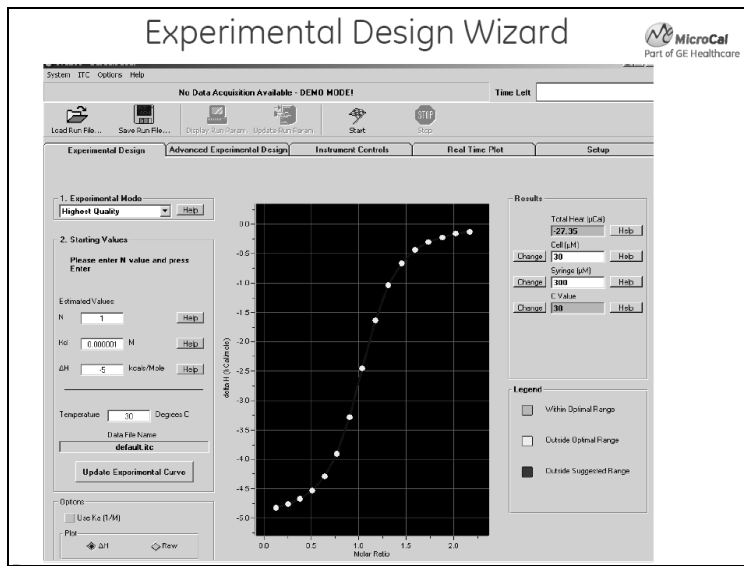 Experimental Design Wizard
MicroCal
Part of GE Healthcare
System ITC Options Help
No Data Acquisition Available - DEMO MODE!
Time Left
Load Run File...
Save Run File...
Display Run Param.
Update Run Param.
Start
Stop
Experimental Design
Advanced Experimental Design
Instrument Controls
Real Time Plot
Setup
1. Experimental Mode
Highest Quality
Help
2. Starting Values
Please enter N value and press
Enter
Estimated Values
N 1 Help
Kd 0.000001 M Help
ΔH -5 kcals/Mole Help
Temperature 30 Degrees C
Data File Name
default.itc
Update Experimental Curve
Options
Use Ka (1/M)
Plot
ΔH Raw
delta H (kCal/mole)
0.0
-0.5
-1.0
-1.5
-2.0
-2.5
-3.0
-3.5
-4.0
-4.5
-5.0
0.0 0.5 1.0 1.5 2.0
Molar Ratio
Results
Total Heat (µCal)
-27.35 Help
Cell (µM)
Change 30 Help
Syringe (µM)
Change 300 Help
C Value
Change 30 Help
Legend
Within Optimal Range
Outside Optimal Range
Outside Suggested Range